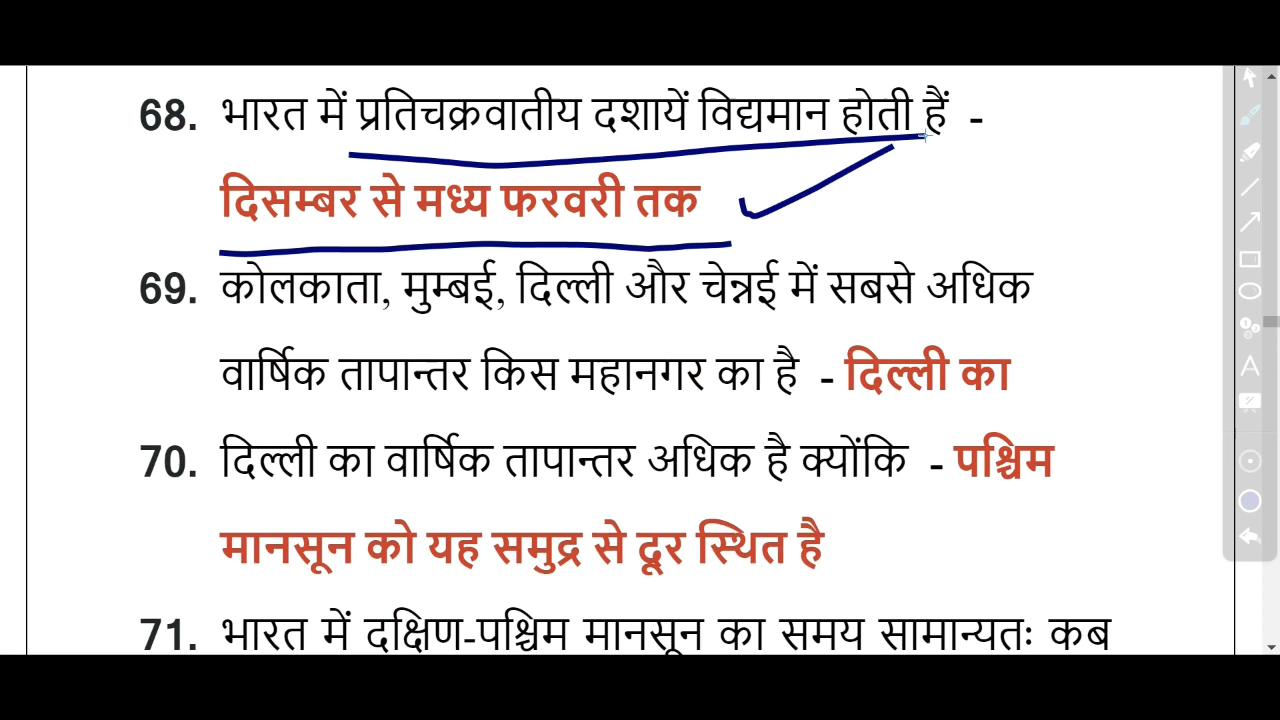 68. भारत में प्रतिचक्रवातीय दशायें विद्यमान होती हैं -
दिसम्बर से मध्य फरवरी तक
69. कोलकाता, मुम्बई, दिल्ली और चेन्नई में सबसे अधिक
वार्षिक तापान्तर किस महानगर का है - दिल्ली का
70. दिल्ली का वार्षिक तापान्तर अधिक है क्योंकि - पश्चिम
मानसून को यह समुद्र से दूर स्थित है
71. भारत में दक्षिण-पश्चिम मानसून का समय सामान्यतः कब